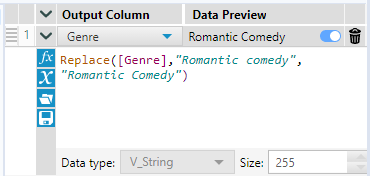 Output Column Data Preview
1 Genre Romantic Comedy
Replace([Genre],"Romantic comedy",
"Romantic Comedy")
Data type: V_String Size: 255